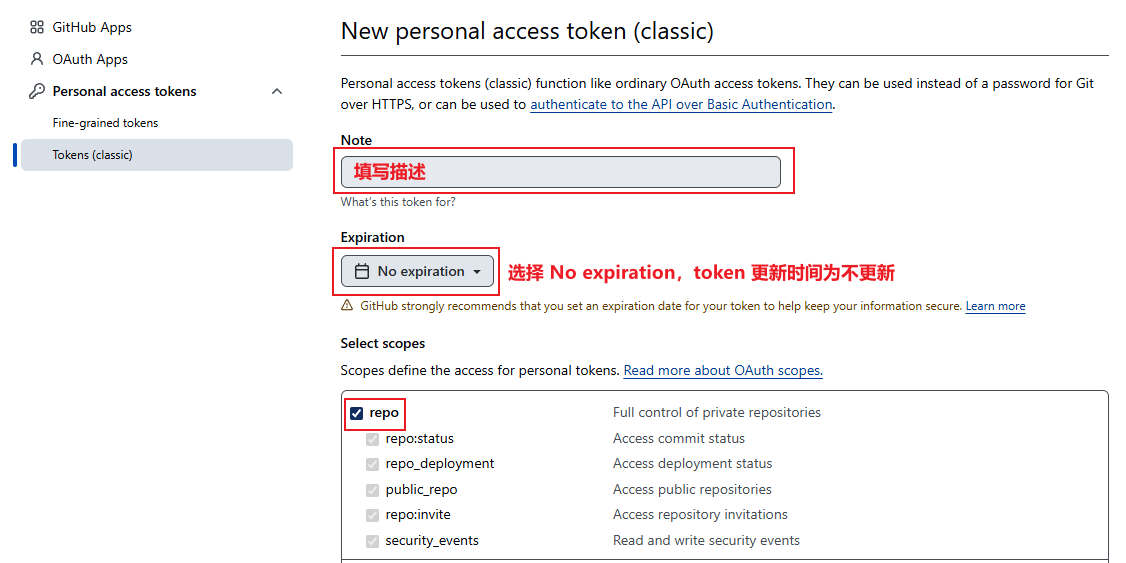 GitHub Apps
OAuth Apps
Personal access tokens
Fine-grained tokens
Tokens (classic)
New personal access token (classic)
Personal access tokens (classic) function like ordinary OAuth access tokens. They can be used instead of a password for Git
over HTTPS, or can be used to authenticate to the API over Basic Authentication.
Note
填写描述
What's this token for?
Expiration
No expiration
选择 No expiration，token 更新时间为不更新
GitHub strongly recommends that you set an expiration date for your token to help keep your information secure. Learn more
Select scopes
Scopes define the access for personal tokens. Read more about OAuth scopes.
repo Full control of private repositories
repo:status Access commit status
repo_deployment Access deployment status
public_repo Access public repositories
repo:invite Access repository invitations
security_events Read and write security events